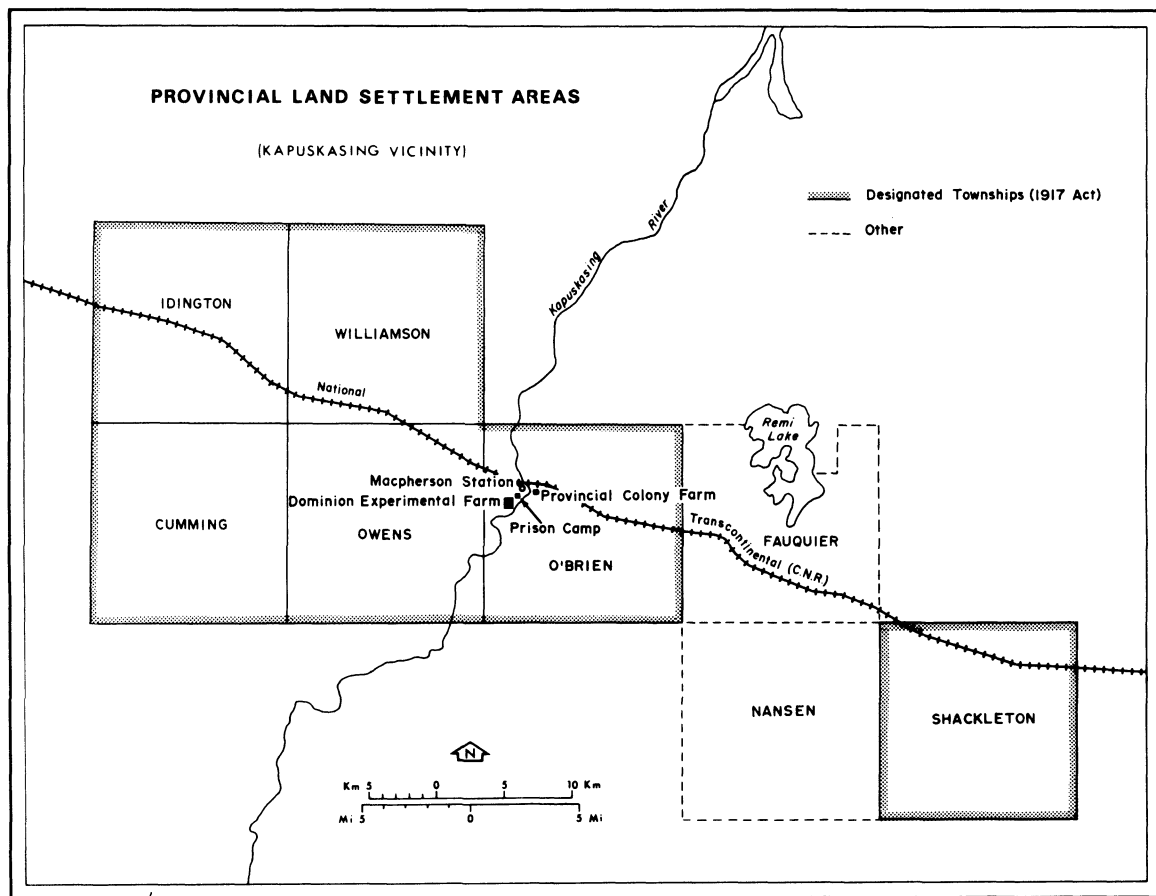 PROVINCIAL LAND SETTLEMENT AREAS
(KAPUSKASING VICINITY)
Kapuskasing River
Designated Townships (1917 Act)
Other
IDINGTON
WILLIAMSON
National
Remi
Lake
Macpherson Station
Provincial Colony Farm
Dominion Experimental Farm
Prison Camp
CUMMING
OWENS
O'BRIEN
Transcontinental (C.N.R)
FAUQUIER
NANSEN
SHACKLETON
N
Km 5 0 5 10 Km
Mi 5 0 5 Mi